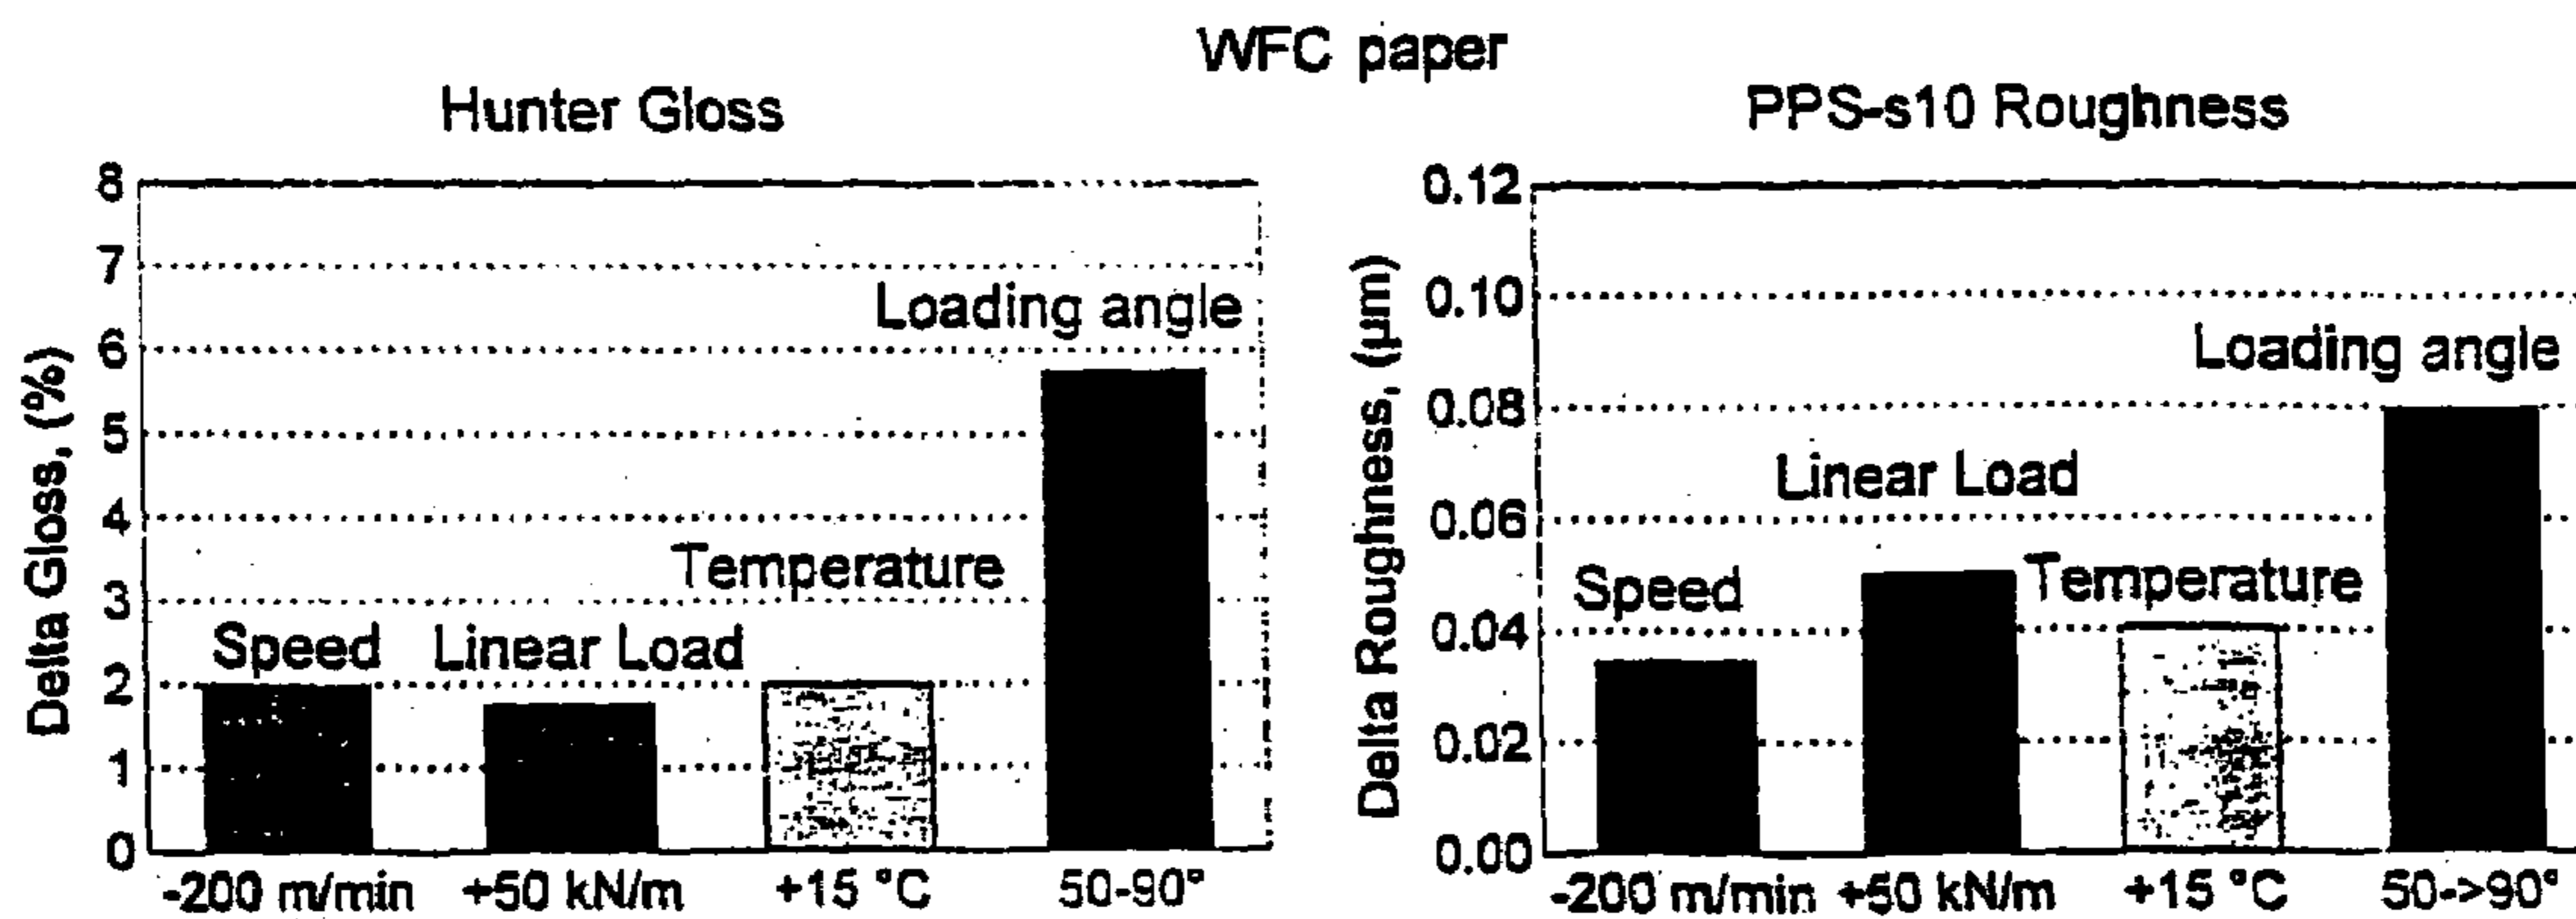 WFC paper
Hunter Gloss
Delta Gloss, (%)
8
7
6
5
4
3
2
1
0
Loading angle
Temperature
Speed
Linear Load
-200 m/min
+50 kN/m
+15 °C
50-90°
PPS-s10 Roughness
Delta Roughness, (µm)
0.12
0.10
0.08
0.06
0.04
0.02
0.00
Loading angle
Linear Load
Speed
Temperature
-200 m/min
+50 kN/m
+15 °C
50->90°